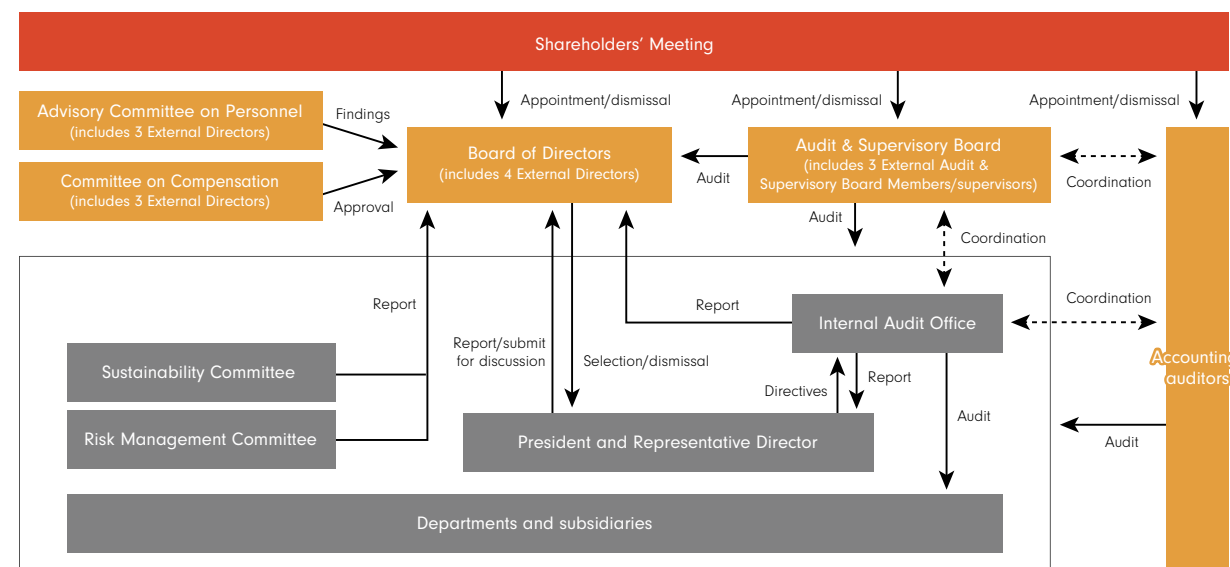 Shareholders’ Meeting
Appointment/dismissal
Appointment/dismissal
Appointment/dismissal
Advisory Committee on Personnel
(includes 3 External Directors)
Findings
Committee on Compensation
(includes 3 External Directors)
Approval
Board of Directors
(includes 4 External Directors)
Audit
Audit & Supervisory Board
(includes 3 External Audit &
Supervisory Board Members/supervisors)
Coordination
Audit
Coordination
Report
Report
Internal Audit Office
Coordination
Report/submit
for discussion
Selection/dismissal
Sustainability Committee
Directives
Report
Accounting
(auditors)
Risk Management Committee
President and Representative Director
Audit
Audit
Departments and subsidiaries